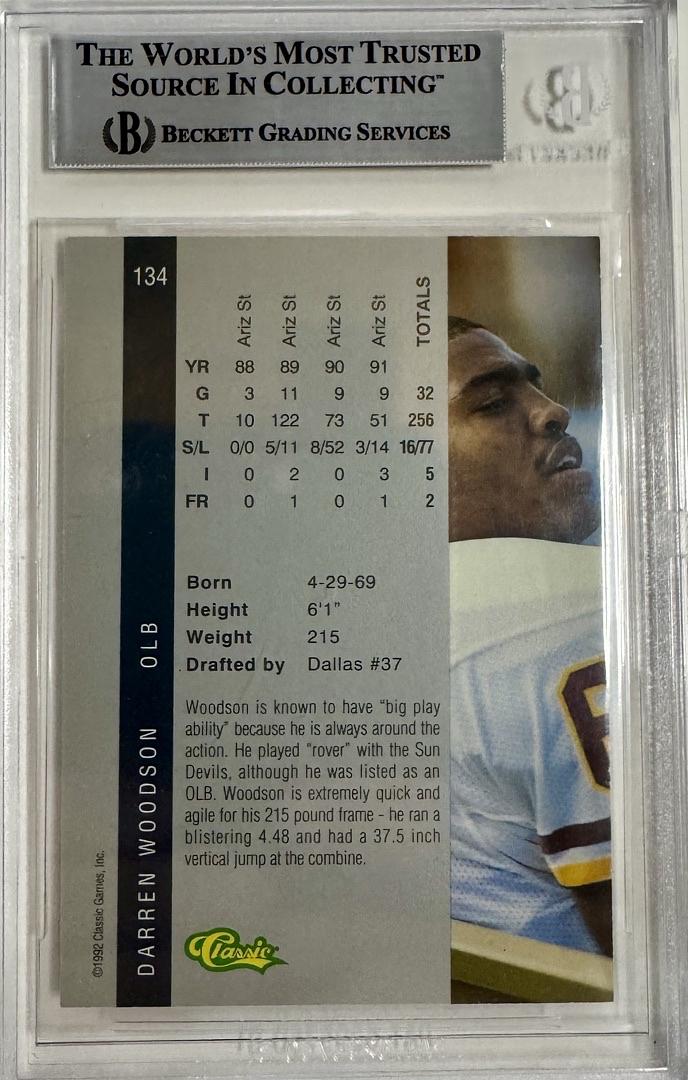 THE WORLD'S MOST TRUSTED
SOURCE IN COLLECTING™
B BECKETT GRADING SERVICES
134
Ariz St Ariz St Ariz St Ariz St TOTALS
YR 88 89 90 91
G 3 11 9 9 32
T 10 122 73 51 256
S/L 0/0 5/11 8/52 3/14 16/77
I 0 2 0 3 5
FR 0 1 0 1 2
Born 4-29-69
Height 6'1"
Weight 215
Drafted by Dallas #37
Woodson is known to have "big play
ability" because he is always around the
action. He played "rover" with the Sun
Devils, although he was listed as an
OLB. Woodson is extremely quick and
agile for his 215 pound frame - he ran a
blistering 4.48 and had a 37.5 inch
vertical jump at the combine.
DARREN WOODSON OLB
©1992 Classic Games, Inc.
Classic